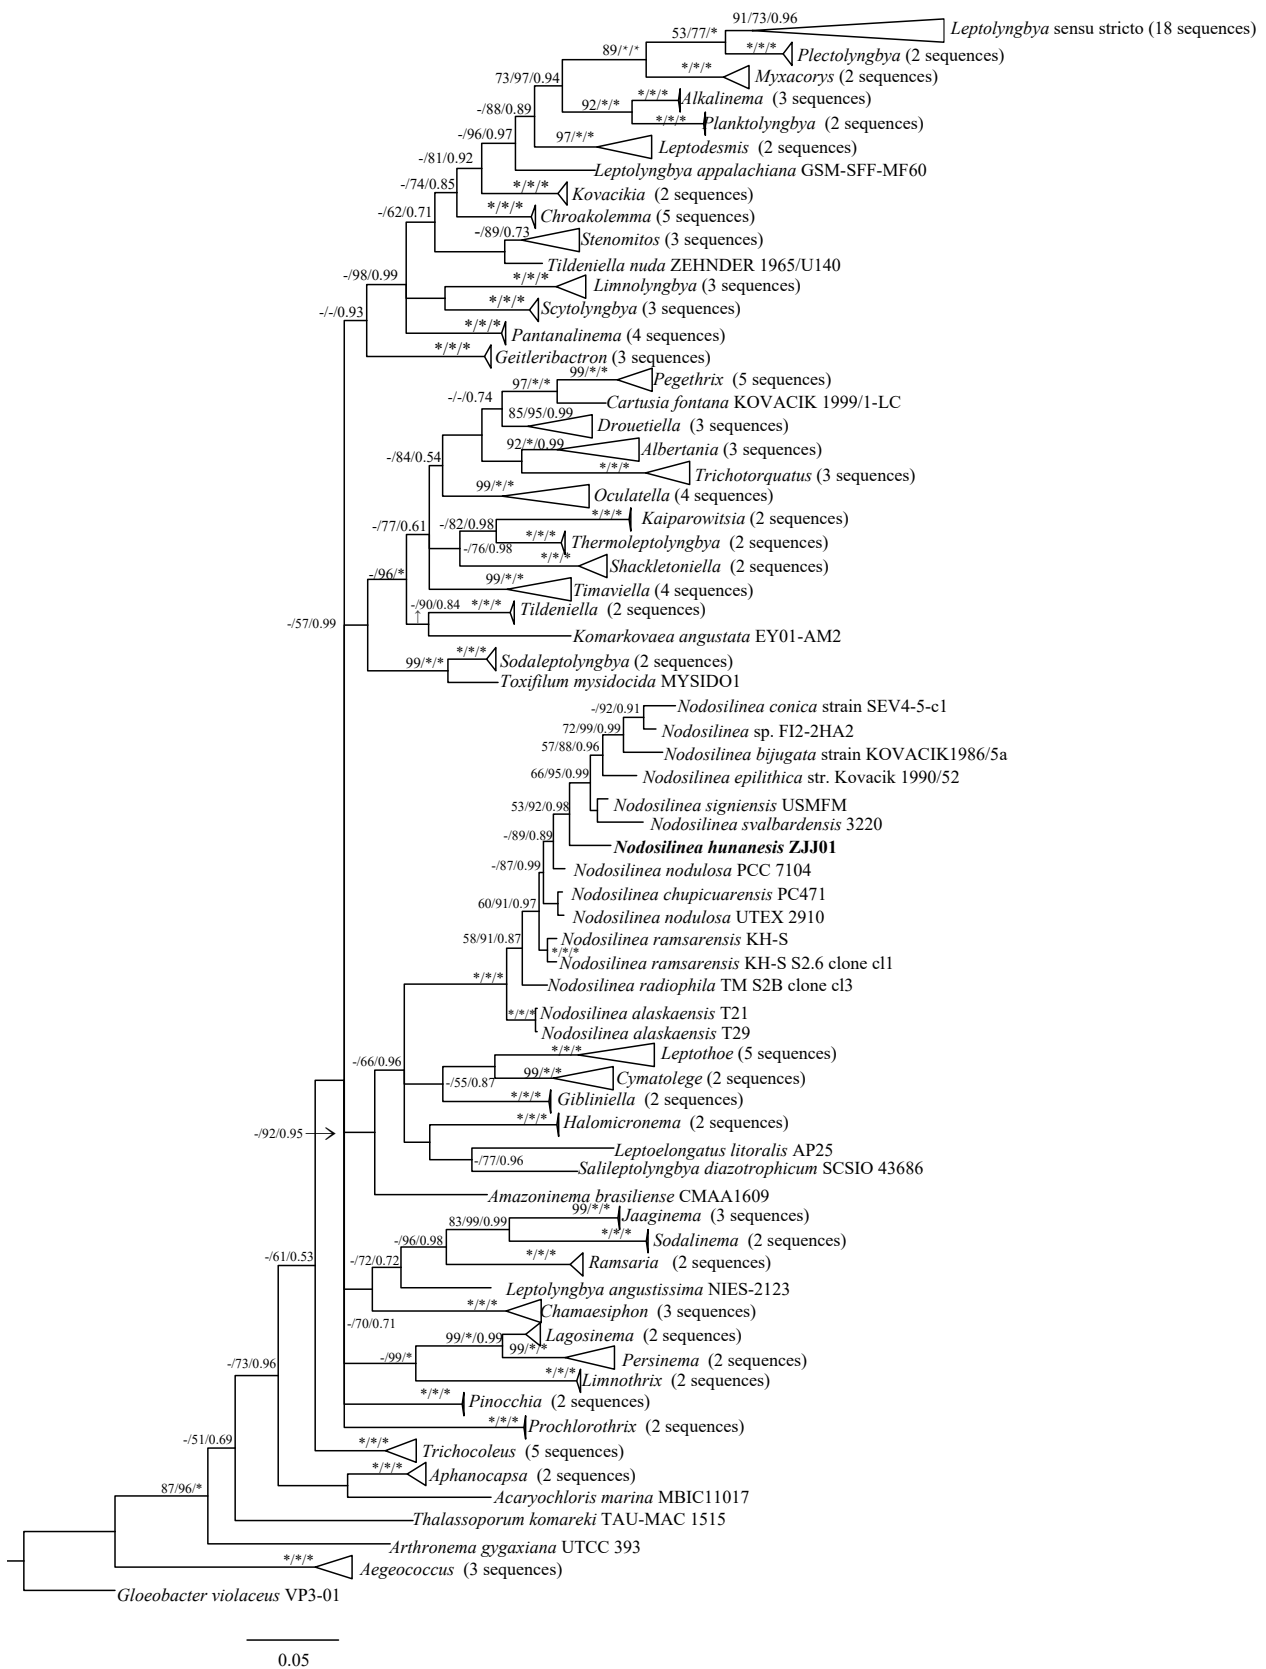 91/73/0.96
Leptolyngbya sensu stricto (18 sequences)
53/77/*
*/*/*
Plectolyngbya (2 sequences)
89/*/*
*/*/*
Myxacorys (2 sequences)
73/97/0.94
*/*/*
Alkalinema (3 sequences)
92/*/*
*/*/*
Planktolyngbya (2 sequences)
-/88/0.89
97/*/*
Leptodesmis (2 sequences)
-/96/0.97
Leptolyngbya appalachiana GSM-SFF-MF60
-/81/0.92
*/*/*
Kovacikia (2 sequences)
-/74/0.85
*/*/*
Chroakolemma (5 sequences)
-/62/0.71
-/89/0.73
Stenomitos (3 sequences)
Tildeniella nuda ZEHNDER 1965/U140
-/98/0.99
*/*/*
Limnolyngbya (3 sequences)
*/*/*
Scytolyngbya (3 sequences)
-/-/0.93
*/*/*
Pantanalinema (4 sequences)
*/*/*
Geitleribactron (3 sequences)
99/*/*
Pegethrix (5 sequences)
97/*/*
Cartusia fontana KOVACIK 1999/1-LC
-/-/0.74
85/95/0.99
Drouetiella (3 sequences)
92/*/0.99
Albertania (3 sequences)
-/84/0.54
*/*/*
Trichotorquatus (3 sequences)
99/*/*
Oculatella (4 sequences)
*/*/*
Kaiparowitsia (2 sequences)
-/77/0.61
-/82/0.98
*/*/*
Thermoleptolyngbya (2 sequences)
-/76/0.98
*/*/*
Shackletoniella (2 sequences)
-/96/*
99/*/*
Timaviella (4 sequences)
-/90/0.84
*/*/*
Tildeniella (2 sequences)
-/57/0.99
Komarkovaea angustata EY01-AM2
*/*/*
Sodaleptolyngbya (2 sequences)
99/*/*
Toxifilum mysidocida MYSIDO1
-/92/0.91
Nodosilinea conica strain SEV4-5-c1
72/99/0.99
Nodosilinea sp. FI2-2HA2
57/88/0.96
Nodosilinea bijugata strain KOVACIK1986/5a
66/95/0.99
Nodosilinea epilithica str. Kovacik 1990/52
53/92/0.98
Nodosilinea signiensis USMFM
Nodosilinea svalbardensis 3220
-/89/0.89
Nodosilinea hunanesis ZJJ01
-/87/0.99
Nodosilinea nodulosa PCC 7104
Nodosilinea chupicuarensis PC471
60/91/0.97
Nodosilinea nodulosa UTEX 2910
58/91/0.87
Nodosilinea ramsarensis KH-S
*/*/*
Nodosilinea ramsarensis KH-S S2.6 clone cl1
*/*/*
Nodosilinea radiophila TM S2B clone cl3
*/*/*
Nodosilinea alaskaensis T21
Nodosilinea alaskaensis T29
*/*/*
Leptothoe (5 sequences)
-/66/0.96
99/*/*
Cymatolege (2 sequences)
-/55/0.87
*/*/*
Gibliniella (2 sequences)
*/*/*
Halomicronema (2 sequences)
-/92/0.95
Leptoelongatus litoralis AP25
-/77/0.96
Salileptolyngbya diazotrophicum SCSIO 43686
Amazoninema brasiliense CMAA1609
99/*/*
Jaaginema (3 sequences)
83/99/0.99
*/*/*
Sodalinema (2 sequences)
-/96/0.98
*/*/*
Ramsaria (2 sequences)
-/61/0.53
-/72/0.72
Leptolyngbya angustissima NIES-2123
*/*/*
Chamaesiphon (3 sequences)
-/70/0.71
99/*/0.99
Lagosinema (2 sequences)
99/*/*
-/99/*
Persinema (2 sequences)
-/73/0.96
*/*/*
Limnothrix (2 sequences)
*/*/*
Pinocchia (2 sequences)
*/*/*
Prochlorothrix (2 sequences)
-/51/0.69
*/*/*
Trichocoleus (5 sequences)
*/*/*
Aphanocapsa (2 sequences)
87/96/*
Acaryochloris marina MBIC11017
Thalassoporum komareki TAU-MAC 1515
Arthronema gygaxiana UTCC 393
*/*/*
Aegeococcus (3 sequences)
Gloeobacter violaceus VP3-01
0.05